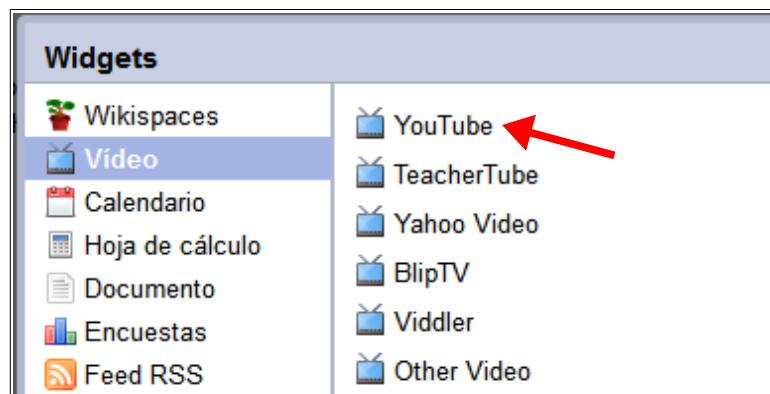 Widgets
Wikispaces
Vídeo
Calendario
Hoja de cálculo
Documento
Encuestas
Feed RSS
YouTube
TeacherTube
Yahoo Video
BlipTV
Viddler
Other Video